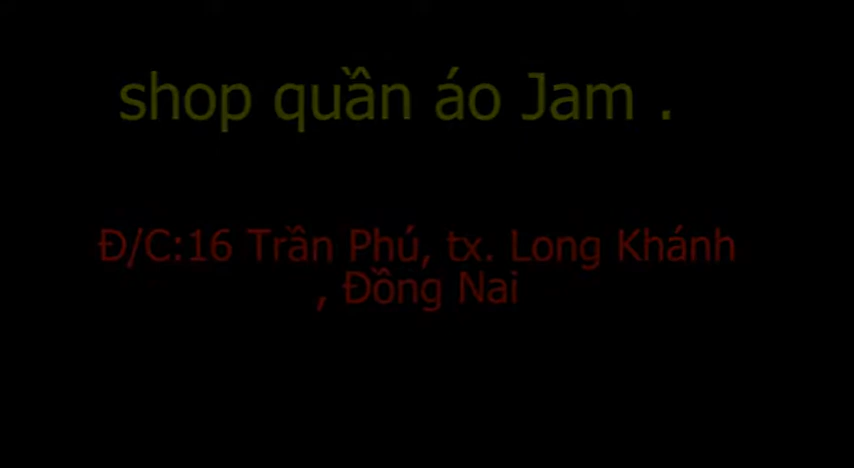 shop quần áo Jam .
Đ/C:16 Trần Phú, tx. Long Khánh
, Đồng Nai